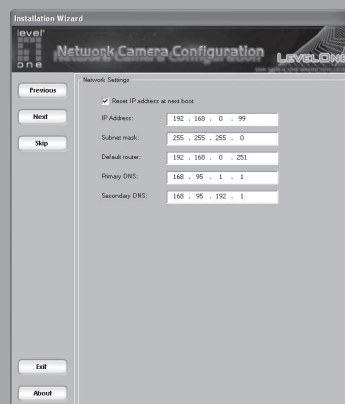 Installation Wizard
level
one
Network Camera Configuration
LEVELONE
Previous
Next
Skip
Exit
About
Network Settings
Reset IP address at next boot
IP Address: 192 . 168 . 0 . 99
Subnet mask: 255 . 255 . 255 . 0
Default router: 192 . 168 . 0 . 251
Primary DNS: 168 . 95 . 1 . 1
Secondary DNS: 168 . 95 . 192 . 1